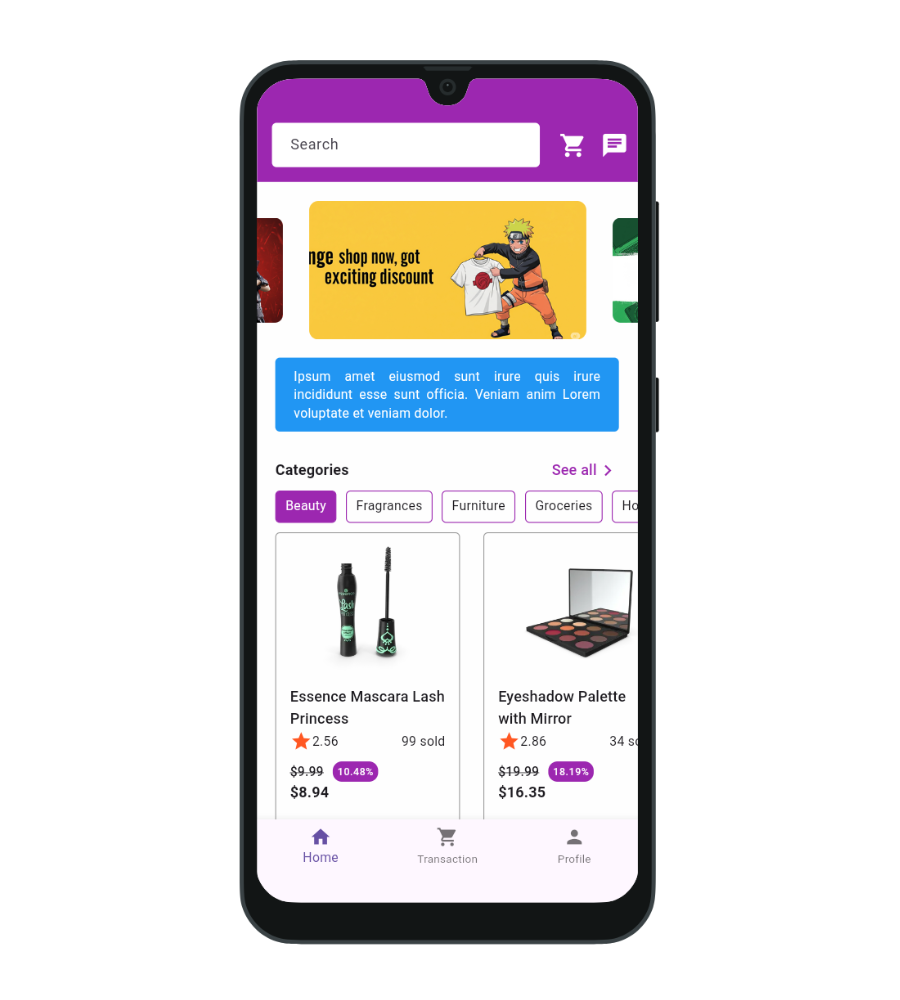 Search
nge shop now, got
exciting discount
Ipsum amet eiusmod sunt irure quis irure
incididunt esse sunt officia. Veniam anim Lorem
voluptate et veniam dolor.
Categories
See all
Beauty
Fragrances
Furniture
Groceries
Ho
Lash
Essence Mascara Lash
Princess
2.56
99 sold
$9.99
10.48%
$8.94
Eyeshadow Palette
with Mirror
2.86
34 so
$19.99
18.19%
$16.35
Home
Transaction
Profile